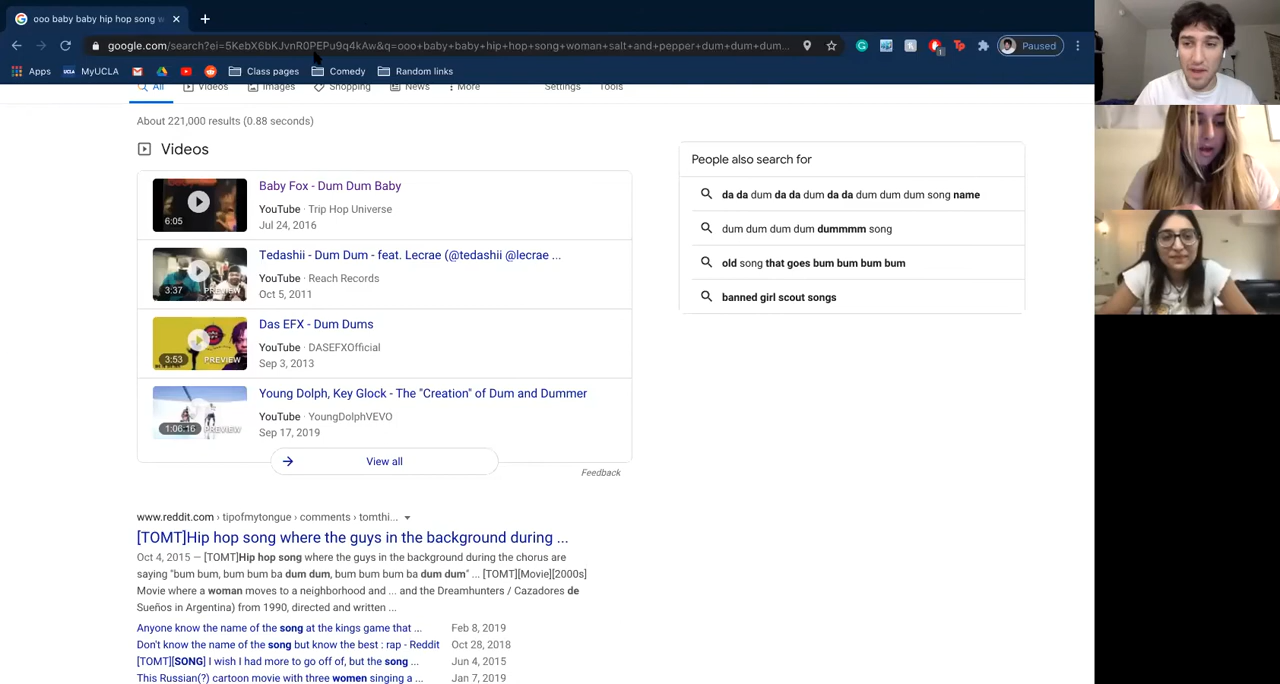 ooo baby baby hip hop song w
google.com/search?ei=5KebX6bKJvnR0PEPu9q4kAw&q=ooo+baby+baby+hip+hop+song+woman+salt+and+pepper+dum+dum+dum...
Paused
Apps MyUCLA Class pages Comedy Random links
All Videos Images Shopping News More Settings Tools
About 221,000 results (0.88 seconds)
Videos
6:05
Baby Fox - Dum Dum Baby
YouTube · Trip Hop Universe
Jul 24, 2016
3:37 PREVIEW
Tedashii - Dum Dum - feat. Lecrae (@tedashii @lecrae ...
YouTube · Reach Records
Oct 5, 2011
3:53 PREVIEW
Das EFX - Dum Dums
YouTube · DASEFXOfficial
Sep 3, 2013
1:06:16 PREVIEW
Young Dolph, Key Glock - The "Creation" of Dum and Dummer
YouTube · YoungDolphVEVO
Sep 17, 2019
View all
Feedback
People also search for
da da dum da da dum da da dum dum dum song name
dum dum dum dum dummmm song
old song that goes bum bum bum bum
banned girl scout songs
www.reddit.com › tipofmytongue › comments › tomthi...
[TOMT]Hip hop song where the guys in the background during ...
Oct 4, 2015 — [TOMT]Hip hop song where the guys in the background during the chorus are
saying "bum bum, bum bum ba dum dum, bum bum bum ba dum dum" ... [TOMT][Movie][2000s]
Movie where a woman moves to a neighborhood and ... and the Dreamhunters / Cazadores de
Sueños in Argentina) from 1990, directed and written ...
Anyone know the name of the song at the kings game that ... Feb 8, 2019
Don't know the name of the song but know the best : rap - Reddit Oct 28, 2018
[TOMT][SONG] I wish I had more to go off of, but the song ... Jun 4, 2015
This Russian(?) cartoon movie with three women singing a ... Jan 7, 2019